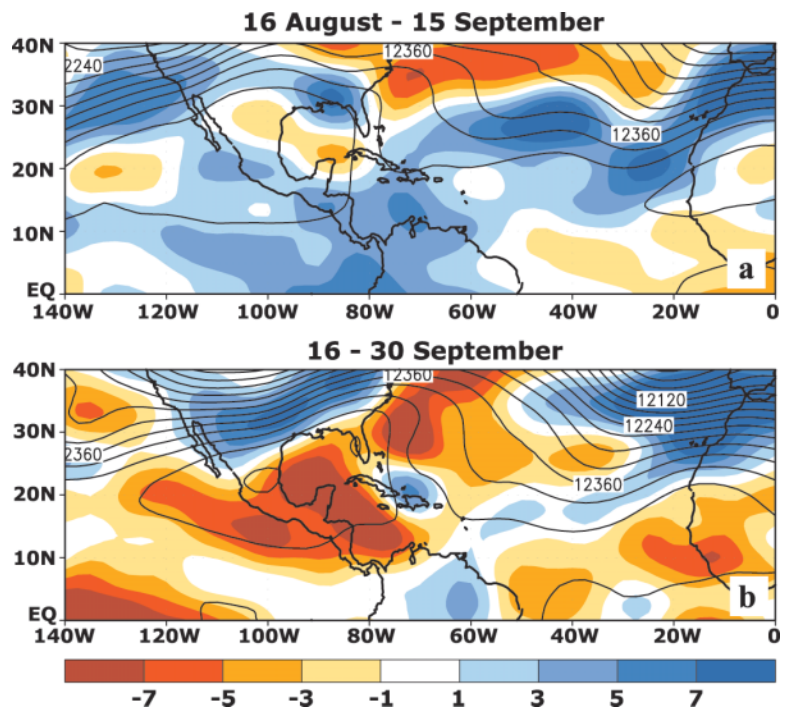 16 August - 15 September
40N
30N
20N
10N
EQ
2240
12360
12360
a
140W 120W 100W 80W 60W 40W 20W 0
16 - 30 September
40N
30N
20N
10N
EQ
12360
12120
12240
2360
12360
b
140W 120W 100W 80W 60W 40W 20W 0
-7 -5 -3 -1 1 3 5 7